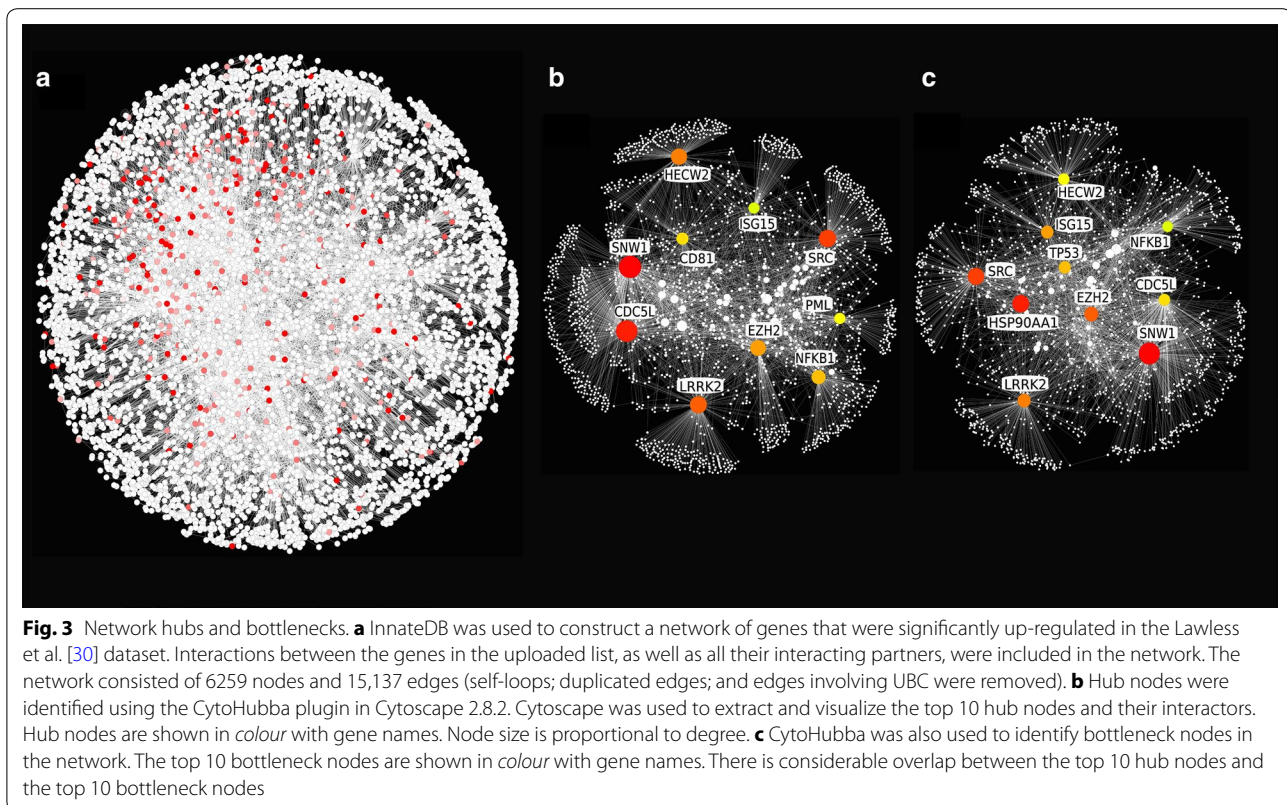 a
b
c
HECW2
ISG15
SNW1
CD81
SRC
CDC5L
PML
EZH2
NFKB1
LRRK2
HECW2
ISG15
NFKB1
TP53
SRC
CDC5L
EZH2
HSP90AA1
SNW1
LRRK2
Fig. 3 Network hubs and bottlenecks. a InnateDB was used to construct a network of genes that were significantly up-regulated in the Lawless
et al. [30] dataset. Interactions between the genes in the uploaded list, as well as all their interacting partners, were included in the network. The
network consisted of 6259 nodes and 15,137 edges (self-loops; duplicated edges; and edges involving UBC were removed). b Hub nodes were
identified using the CytoHubba plugin in Cytoscape 2.8.2. Cytoscape was used to extract and visualize the top 10 hub nodes and their interactors.
Hub nodes are shown in colour with gene names. Node size is proportional to degree. c CytoHubba was also used to identify bottleneck nodes in
the network. The top 10 bottleneck nodes are shown in colour with gene names. There is considerable overlap between the top 10 hub nodes and
the top 10 bottleneck nodes